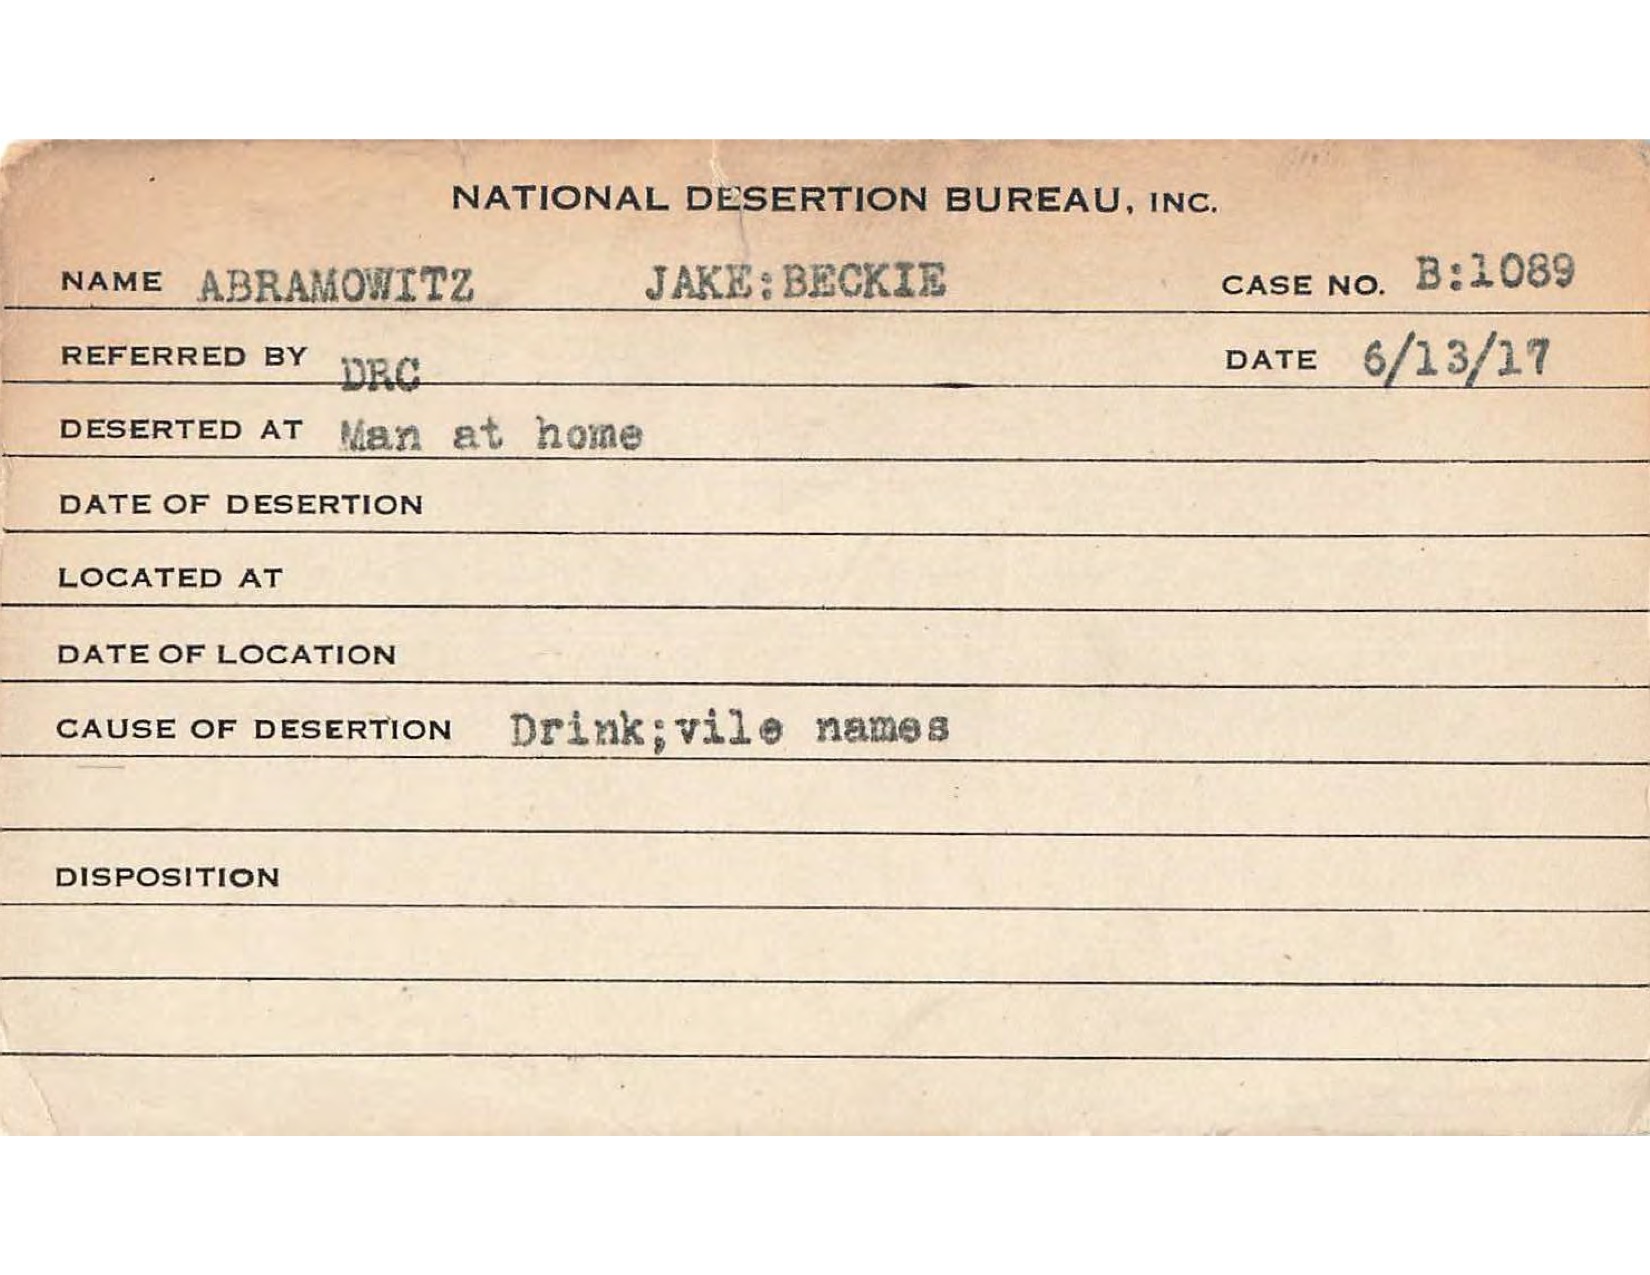 NATIONAL DESERTION BUREAU, INC.
NAME ABRAMOWITZ JAKE:BECKIE CASE NO. B:1089
REFERRED BY DRC DATE 6/13/17
DESERTED AT Man at home
DATE OF DESERTION
LOCATED AT
DATE OF LOCATION
CAUSE OF DESERTION Drink;vile names
DISPOSITION